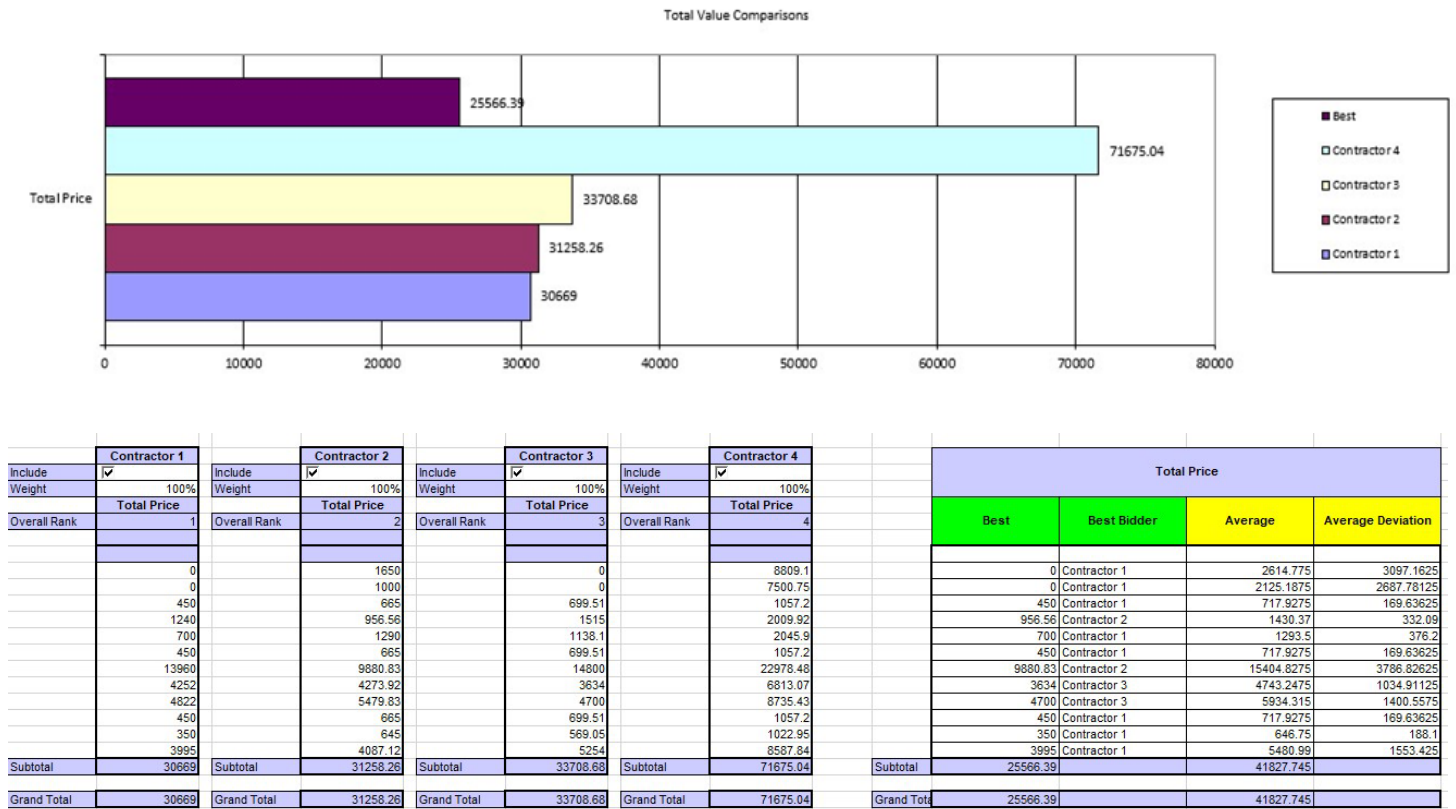 Total Value Comparisons
25566.39
71675.04
Total Price
33708.68
31258.26
30669
0 10000 20000 30000 40000 50000 60000 70000 80000
Best
Contractor 4
Contractor 3
Contractor 2
Contractor 1
Contractor 1 Contractor 2 Contractor 3 Contractor 4
Include Include Include Include Total Price
Weight 100% Weight 100% Weight 100% Weight 100%
Total Price Total Price Total Price Total Price
Overall Rank 1 Overall Rank 2 Overall Rank 3 Overall Rank 4 Best Best Bidder Average Average Deviation
0 1650 0 8809.1 0 Contractor 1 2614.775 3097.1625
0 1000 0 7500.75 0 Contractor 1 2125.1875 2687.78125
450 665 699.51 1057.2 450 Contractor 1 717.9275 169.63625
1240 956.56 1515 2009.92 956.56 Contractor 2 1430.37 332.09
700 1290 1138.1 2045.9 700 Contractor 1 1293.5 376.2
450 665 699.51 1057.2 450 Contractor 1 717.9275 169.63625
13960 9880.83 14800 22978.48 9880.83 Contractor 2 15404.8275 3786.82625
4252 4273.92 3634 6813.07 3634 Contractor 3 4743.2475 1034.91125
4822 5479.83 4700 8735.43 4700 Contractor 3 5934.315 1400.5575
450 665 699.51 1057.2 450 Contractor 1 717.9275 169.63625
350 645 569.05 1022.95 350 Contractor 1 646.75 188.1
3995 4087.12 5254 8587.84 3995 Contractor 1 5480.99 1553.425
Subtotal 30669 Subtotal 31258.26 Subtotal 33708.68 Subtotal 71675.04 Subtotal 25566.39 41827.745
Grand Total 30669 Grand Total 31258.26 Grand Total 33708.68 Grand Total 71675.04 Grand Tota 25566.39 41827.745